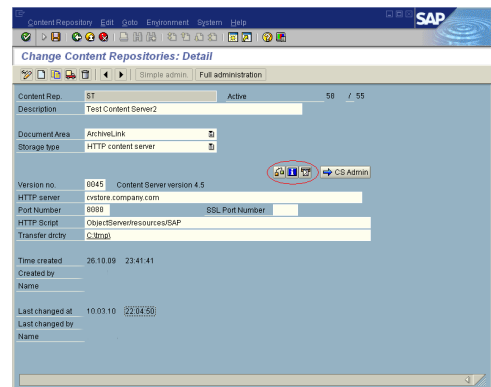 Content Repository Edit Goto Environment System Help
SAP
Change Content Repositories: Detail
Simple admin. Full administration
Content Rep. ST Active 50 / 55
Description Test Content Server2
Document Area ArchiveLink
Storage type HTTP content server
CS Admin
Version no. 0045 Content Server version 4.5
HTTP server cvstore.company.com
Port Number 8080 SSL Port Number
HTTP Script ObjectServer/resources/SAP
Transfer drctry C:\tmp\
Time created 26.10.09 23:41:41
Created by
Name
Last changed at 10.03.10 22:04:50
Last changed by
Name